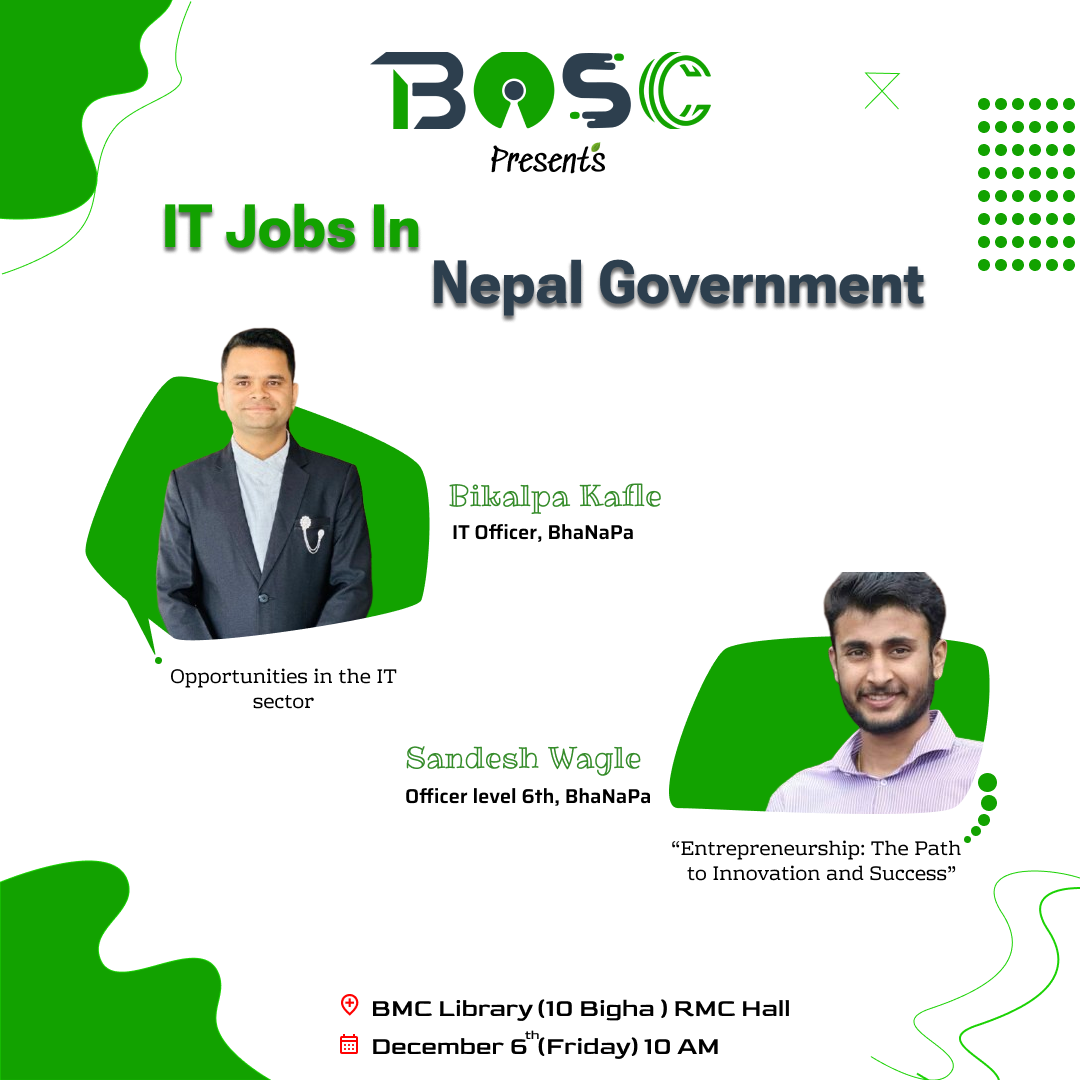 BOSC
Presents
IT Jobs In
Nepal Government
Bikalpa Kafle
IT Officer, BhaNaPa
Opportunities in the IT
sector
Sandesh Wagle
Officer level 6th, BhaNaPa
“Entrepreneurship: The Path
to Innovation and Success”
BMC Library (10 Bigha ) RMC Hall
December 6th (Friday) 10 AM